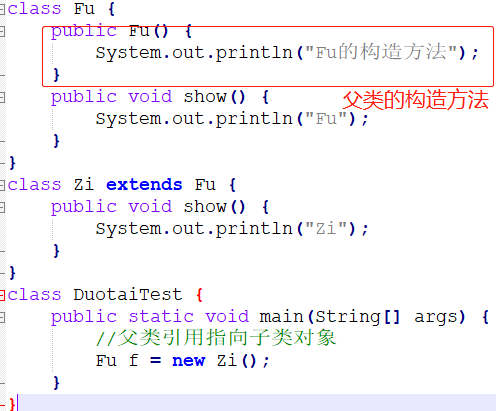 class Fu {
    public Fu() {
        System.out.println("Fu的构造方法");
    }
父类的构造方法
    public void show() {
        System.out.println("Fu");
    }
}
class Zi extends Fu {
    public void show() {
        System.out.println("Zi");
    }
}
class DuotaiTest {
    public static void main(String[] args) {
        //父类引用指向子类对象
        Fu f = new Zi();
    }
}